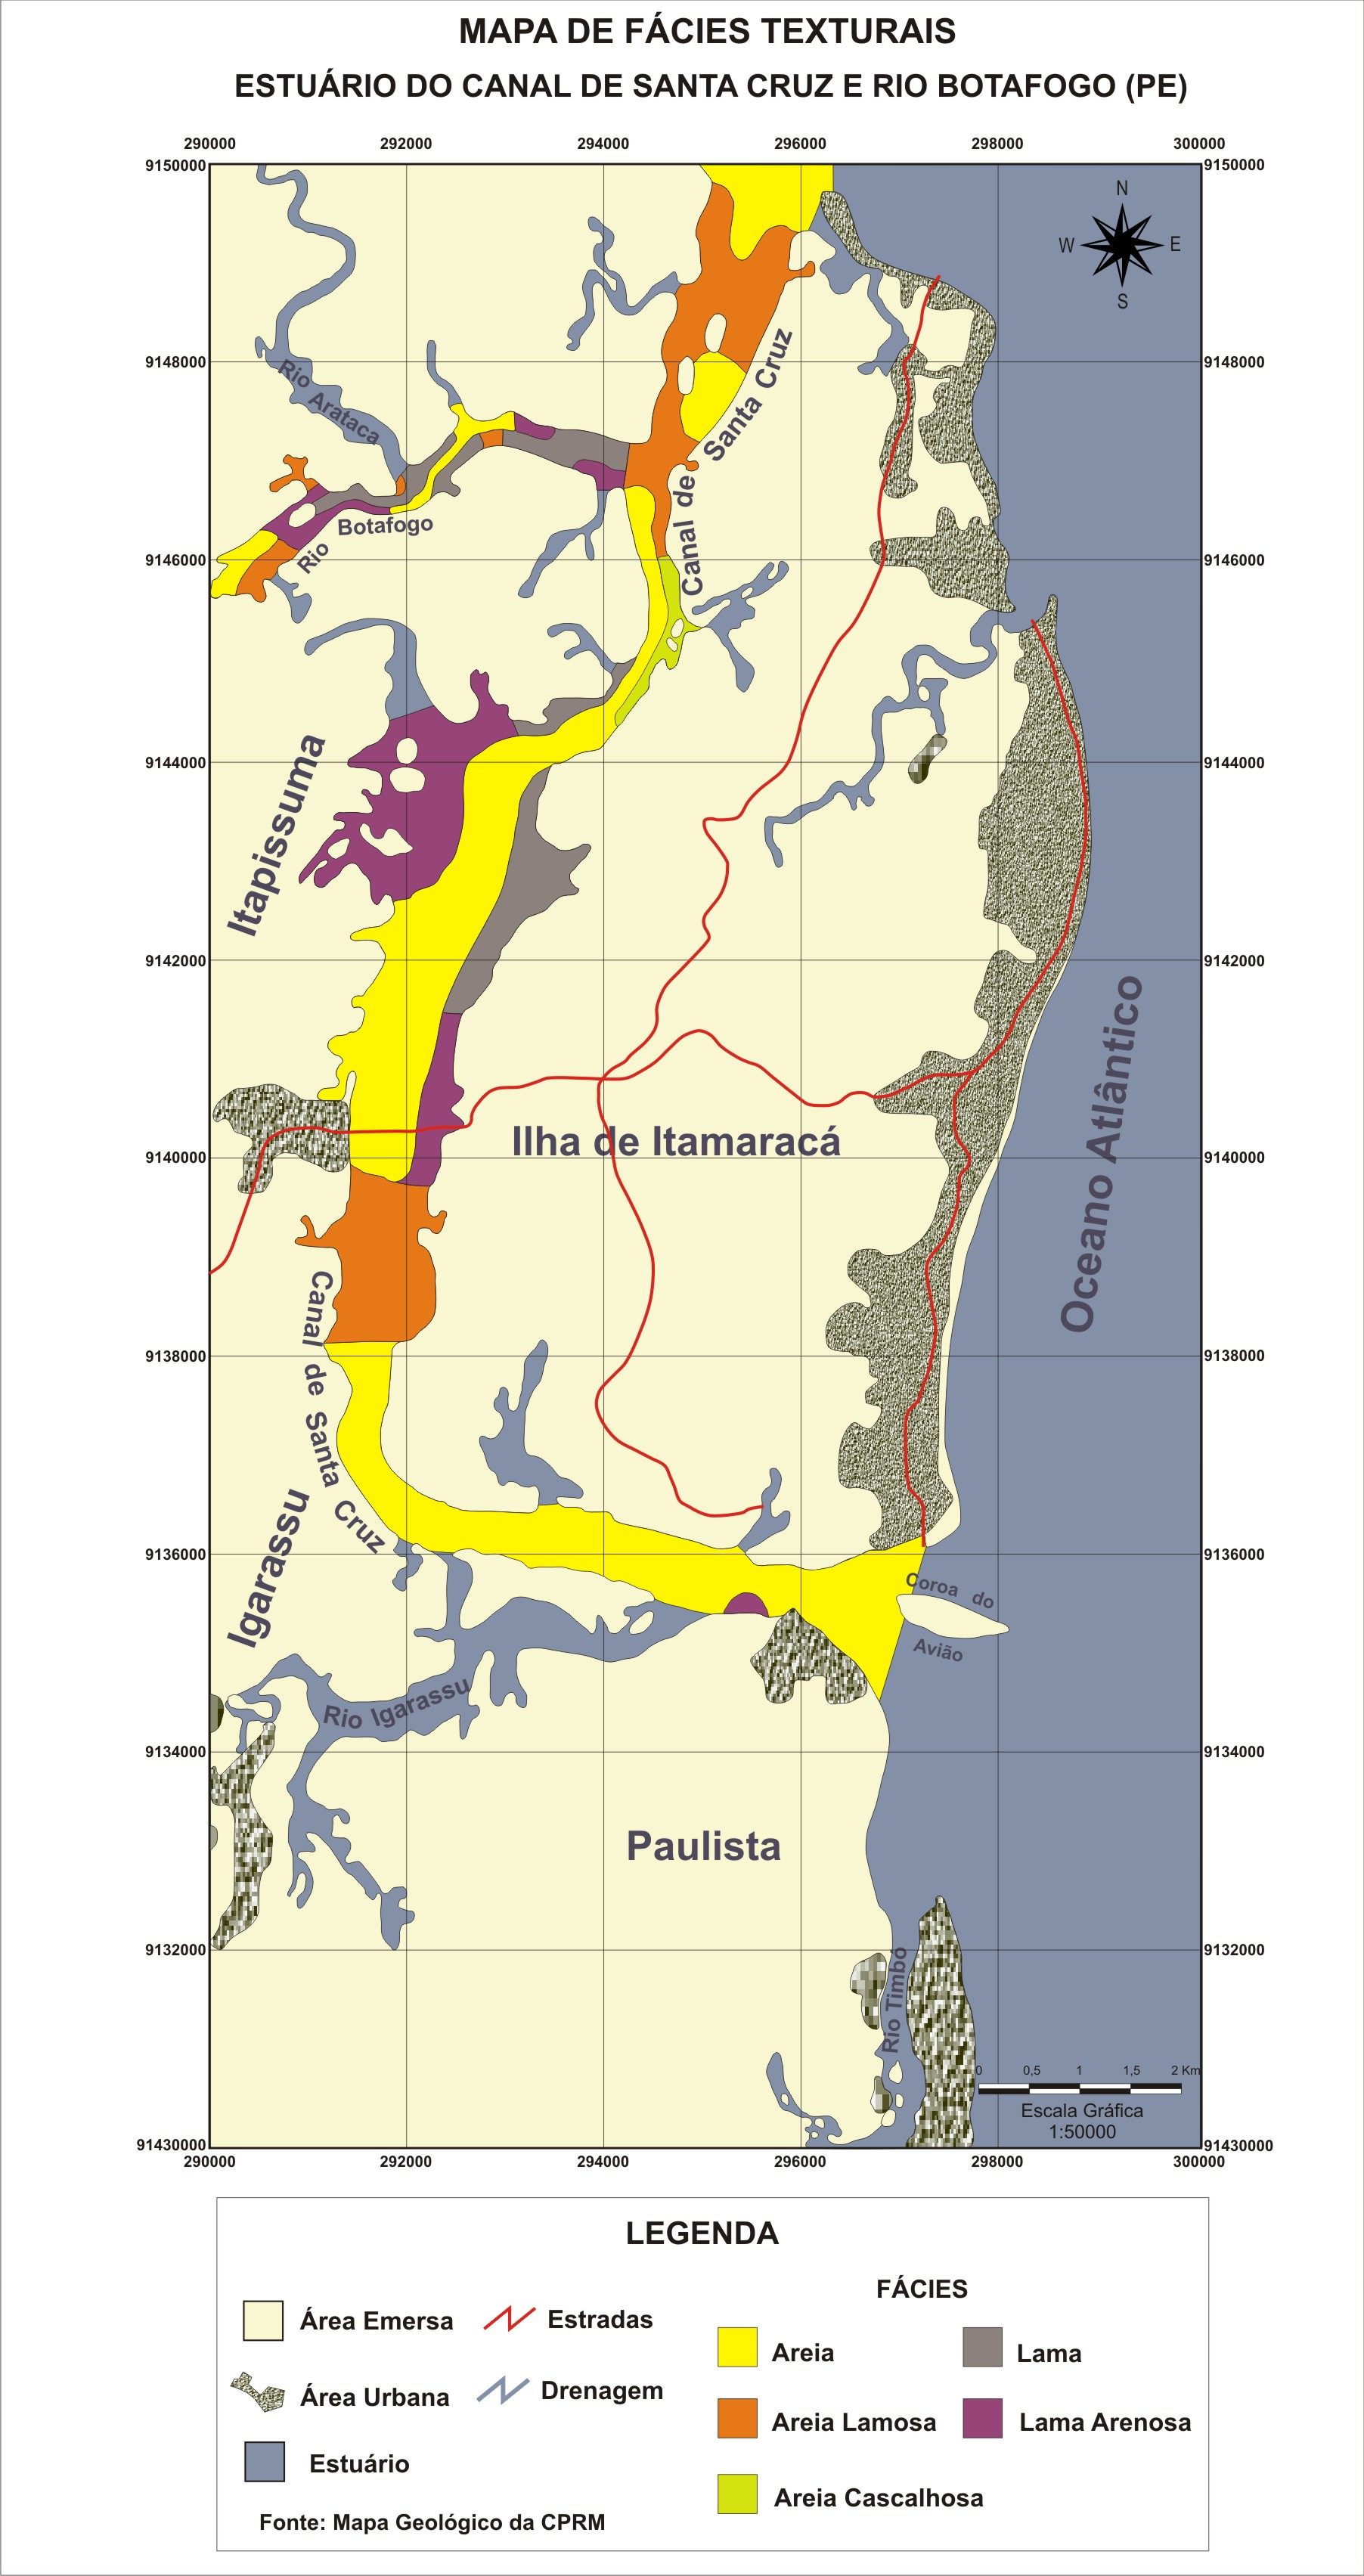 MAPA DE FÁCIES TEXTURAIS
ESTUÁRIO DO CANAL DE SANTA CRUZ E RIO BOTAFOGO (PE)
290000 292000 294000 296000 298000 300000
9150000 9150000
N
W E
S
9148000 9148000
Rio Arataca
Canal de Santa Cruz
Rio Botafogo
9146000 9146000
Itapissuma
9144000 9144000
9142000 9142000
Oceano Atlântico
Ilha de Itamaracá
9140000 9140000
Canal de Santa Cruz
9138000 9138000
Igarassu
9136000 9136000
Coroa do
Avião
Rio Igarassu
9134000 9134000
Paulista
9132000 9132000
Rio Timbó
0 0,5 1 1,5 2 Km
Escala Gráfica
1:50000
91430000 91430000
290000 292000 294000 296000 298000 300000
LEGENDA
FÁCIES
Área Emersa
Estradas
Areia
Lama
Área Urbana
Drenagem
Areia Lamosa
Lama Arenosa
Estuário
Areia Cascalhosa
Fonte: Mapa Geológico da CPRM